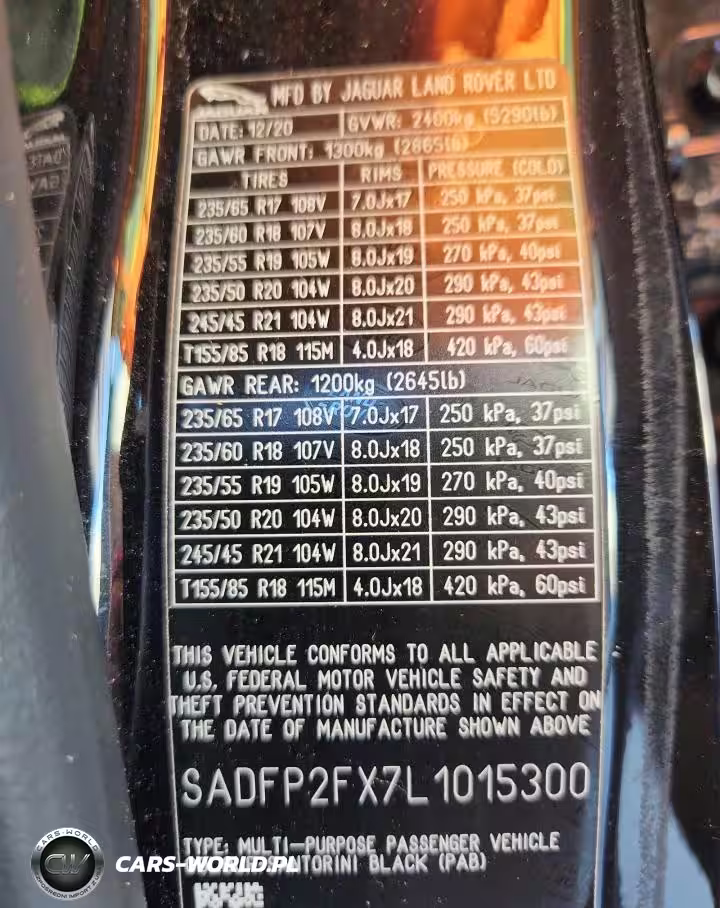 MFD BY JAGUAR LAND ROVER LTD
DATE: 12/20 GVWR: 2400kg (5290lb)
GAWR FRONT: 1300kg (2865lb)
TIRES RIMS PRESSURE (COLD)
235/65 R17 108V 7.0Jx17 250 kPa, 37psi
235/60 R18 107V 8.0Jx18 250 kPa, 37psi
235/55 R19 105W 8.0Jx19 270 kPa, 40psi
235/50 R20 104W 8.0Jx20 290 kPa, 43psi
245/45 R21 104W 8.0Jx21 290 kPa, 43psi
T155/85 R18 115M 4.0Jx18 420 kPa, 60psi
GAWR REAR: 1200kg (2645lb)
235/65 R17 108V 7.0Jx17 250 kPa, 37psi
235/60 R18 107V 8.0Jx18 250 kPa, 37psi
235/55 R19 105W 8.0Jx19 270 kPa, 40psi
235/50 R20 104W 8.0Jx20 290 kPa, 43psi
245/45 R21 104W 8.0Jx21 290 kPa, 43psi
T155/85 R18 115M 4.0Jx18 420 kPa, 60psi
THIS VEHICLE CONFORMS TO ALL APPLICABLE
U.S. FEDERAL MOTOR VEHICLE SAFETY AND
THEFT PREVENTION STANDARDS IN EFFECT ON
THE DATE OF MANUFACTURE SHOWN ABOVE
SADFP2FX7L1015300
TYPE: MULTI-PURPOSE PASSENGER VEHICLE
NTORINI BLACK (PAB)
CARS-WORLD
CW
CARS-WORLD.PL